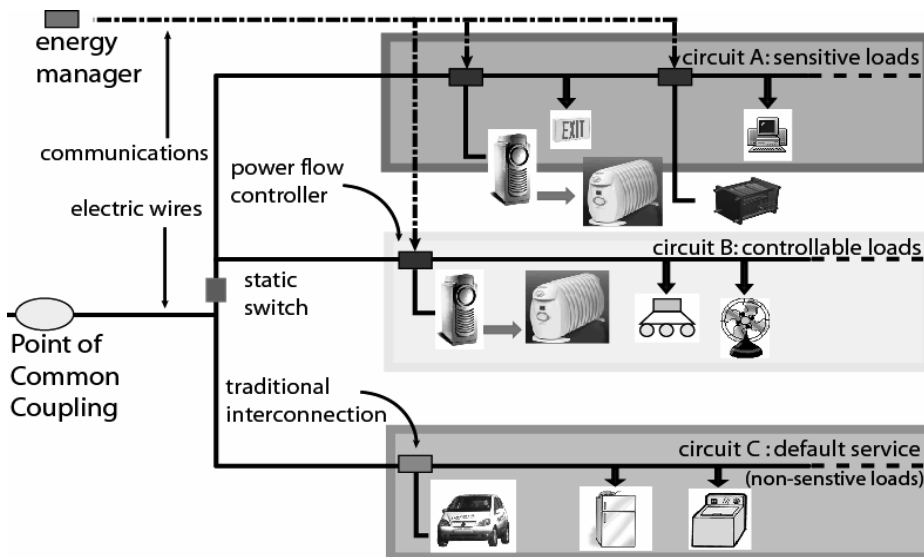 energy
manager
circuit A: sensitive loads
EXIT
communications
power flow
controller
electric wires
circuit B: controllable loads
static
switch
Point of
Common
Coupling
traditional
interconnection
circuit C : default service
(non-senstive loads)